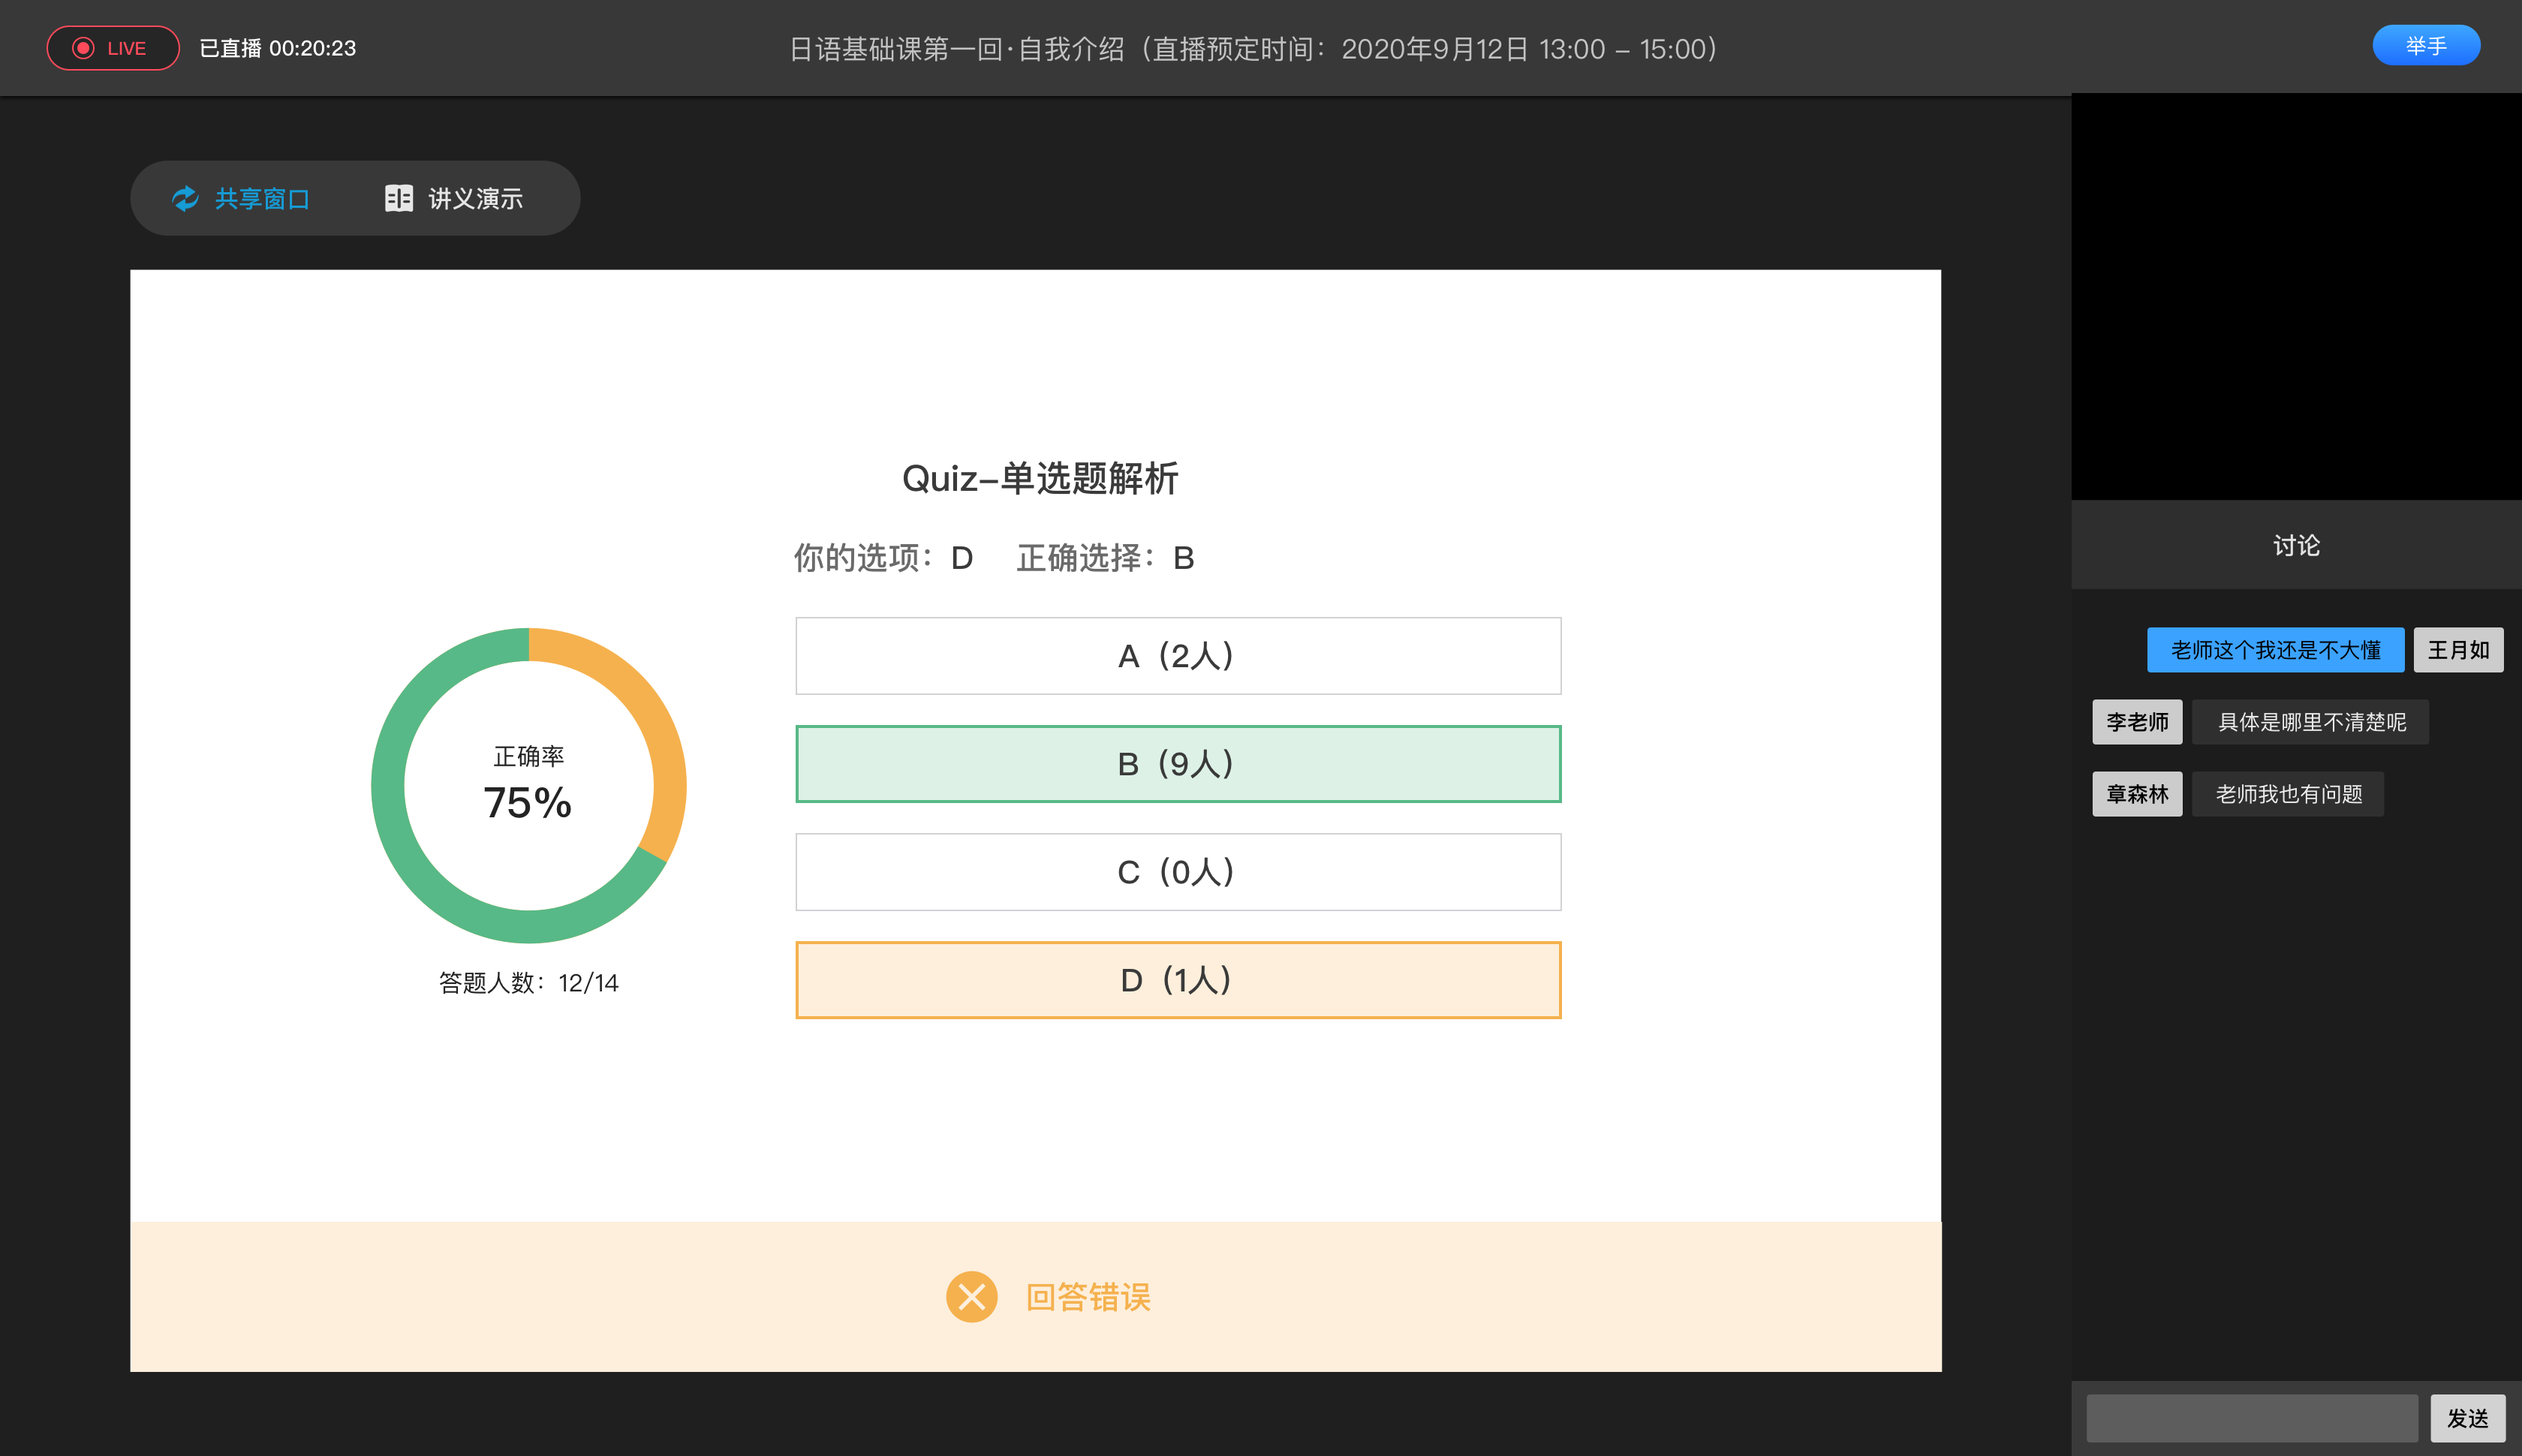 LIVE 已直播 00:20:23
日语基础课第一回·自我介绍（直播预定时间：2020年9月12日 13:00 – 15:00）
举手
共享窗口 讲义演示
Quiz–单选题解析
你的选项：D 正确选择：B
A（2人）
B（9人）
C（0人）
D（1人）
正确率
75%
答题人数：12/14
回答错误
讨论
老师这个我还是不大懂 王月如
李老师 具体是哪里不清楚呢
章森林 老师我也有问题
发送